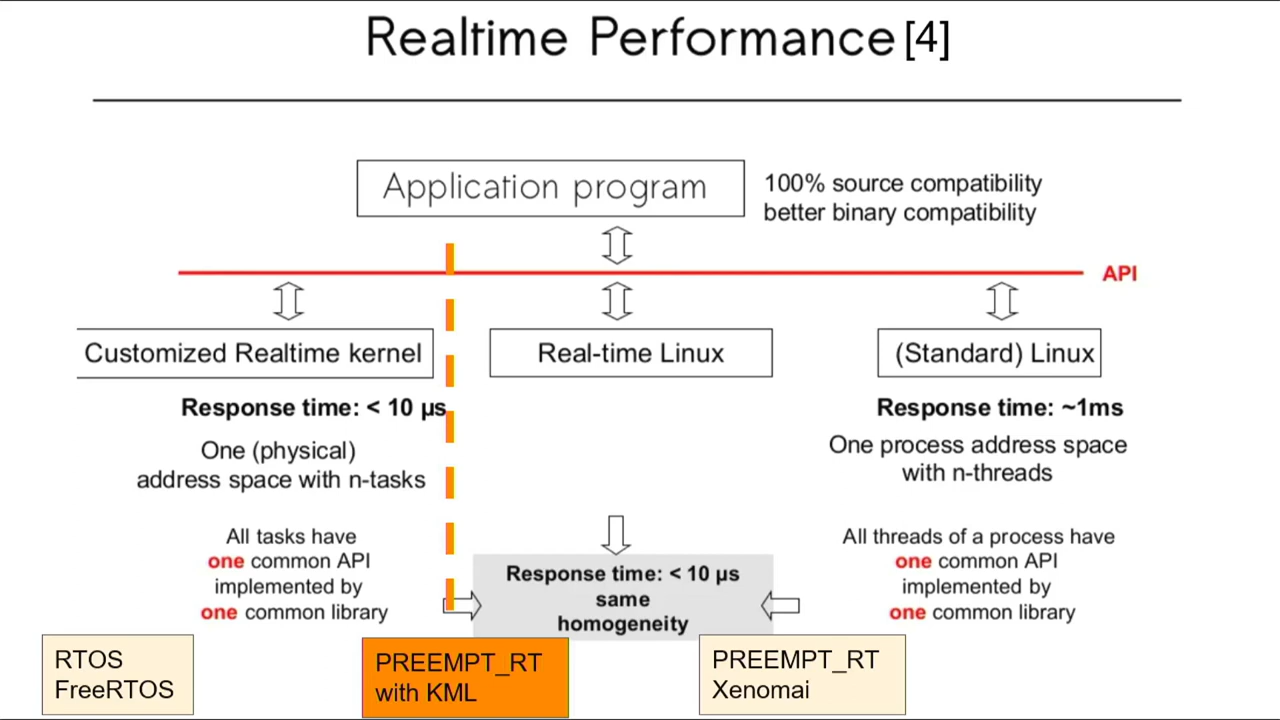 Realtime Performance [4]
Application program
100% source compatibility
better binary compatibility
API
Customized Realtime kernel
Real-time Linux
(Standard) Linux
Response time: < 10 µs
One (physical)
address space with n-tasks
All tasks have
one common API
implemented by
one common library
Response time: < 10 µs
same
homogeneity
Response time: ~1ms
One process address space
with n-threads
All threads of a process have
one common API
implemented by
one common library
RTOS
FreeRTOS
PREEMPT_RT
with KML
PREEMPT_RT
Xenomai